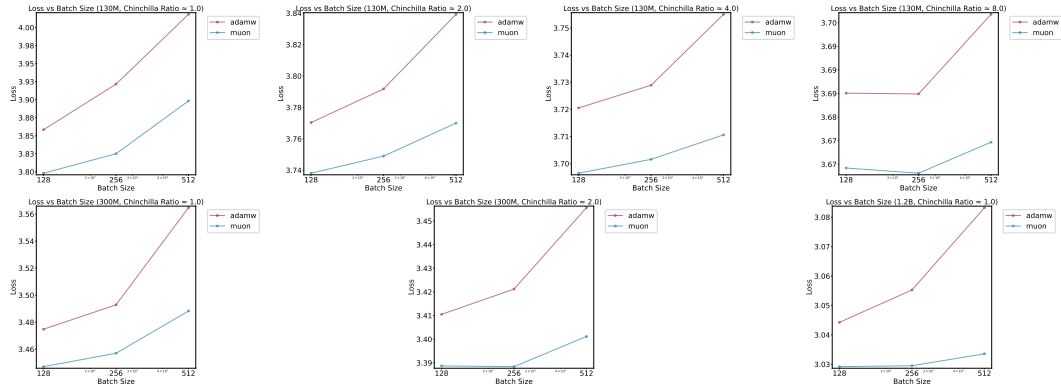 Loss vs Batch Size (130M, Chinchilla Ratio ≈ 1.0)
4.00
3.98
3.95
3.93
3.90
3.88
3.85
3.83
3.80
Loss
128
256
512
Batch Size
adamw
muon
Loss vs Batch Size (130M, Chinchilla Ratio ≈ 2.0)
3.84
3.82
3.80
3.78
3.76
3.74
Loss
128
256
512
Batch Size
adamw
muon
Loss vs Batch Size (130M, Chinchilla Ratio ≈ 4.0)
3.75
3.74
3.73
3.72
3.71
3.70
Loss
128
256
512
Batch Size
adamw
muon
Loss vs Batch Size (130M, Chinchilla Ratio ≈ 8.0)
3.70
3.69
3.69
3.68
3.67
3.67
Loss
128
256
512
Batch Size
adamw
muon
Loss vs Batch Size (300M, Chinchilla Ratio ≈ 1.0)
3.56
3.54
3.52
3.50
3.48
3.46
Loss
128
256
512
Batch Size
adamw
muon
Loss vs Batch Size (300M, Chinchilla Ratio ≈ 2.0)
3.45
3.44
3.43
3.42
3.41
3.40
3.39
Loss
128
256
512
Batch Size
adamw
muon
Loss vs Batch Size (1.2B, Chinchilla Ratio ≈ 1.0)
3.08
3.07
3.06
3.05
3.04
3.03
Loss
128
256
512
Batch Size
adamw
muon